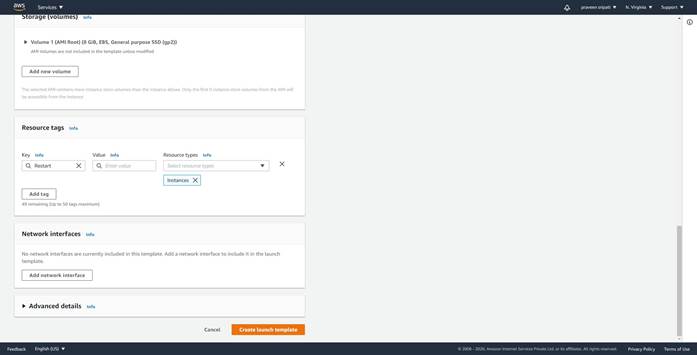 aws
Services
praveen sripati
N. Virginia
Support
Storage (volumes) Info
Volume 1 (AMI Root) (8 GiB, EBS, General purpose SSD (gp2))
AMI Volumes are not included in the template unless modified
Add new volume
The selected AMI contains more instance store volumes than the instance allows. Only the first 0 instance store volumes from the AMI will
be accessible from the instance
Resource tags Info
Key Info
Value Info
Resource types Info
Restart
Enter value
Select resource types
Instances
Add tag
49 remaining (Up to 50 tags maximum)
Network interfaces Info
No network interfaces are currently included in this template. Add a network interface to include it in the launch
template.
Add network interface
Advanced details Info
Cancel
Create launch template
Feedback
English (US)
© 2008 - 2020, Amazon Internet Services Private Ltd. or its affiliates. All rights reserved.
Privacy Policy
Terms of Use